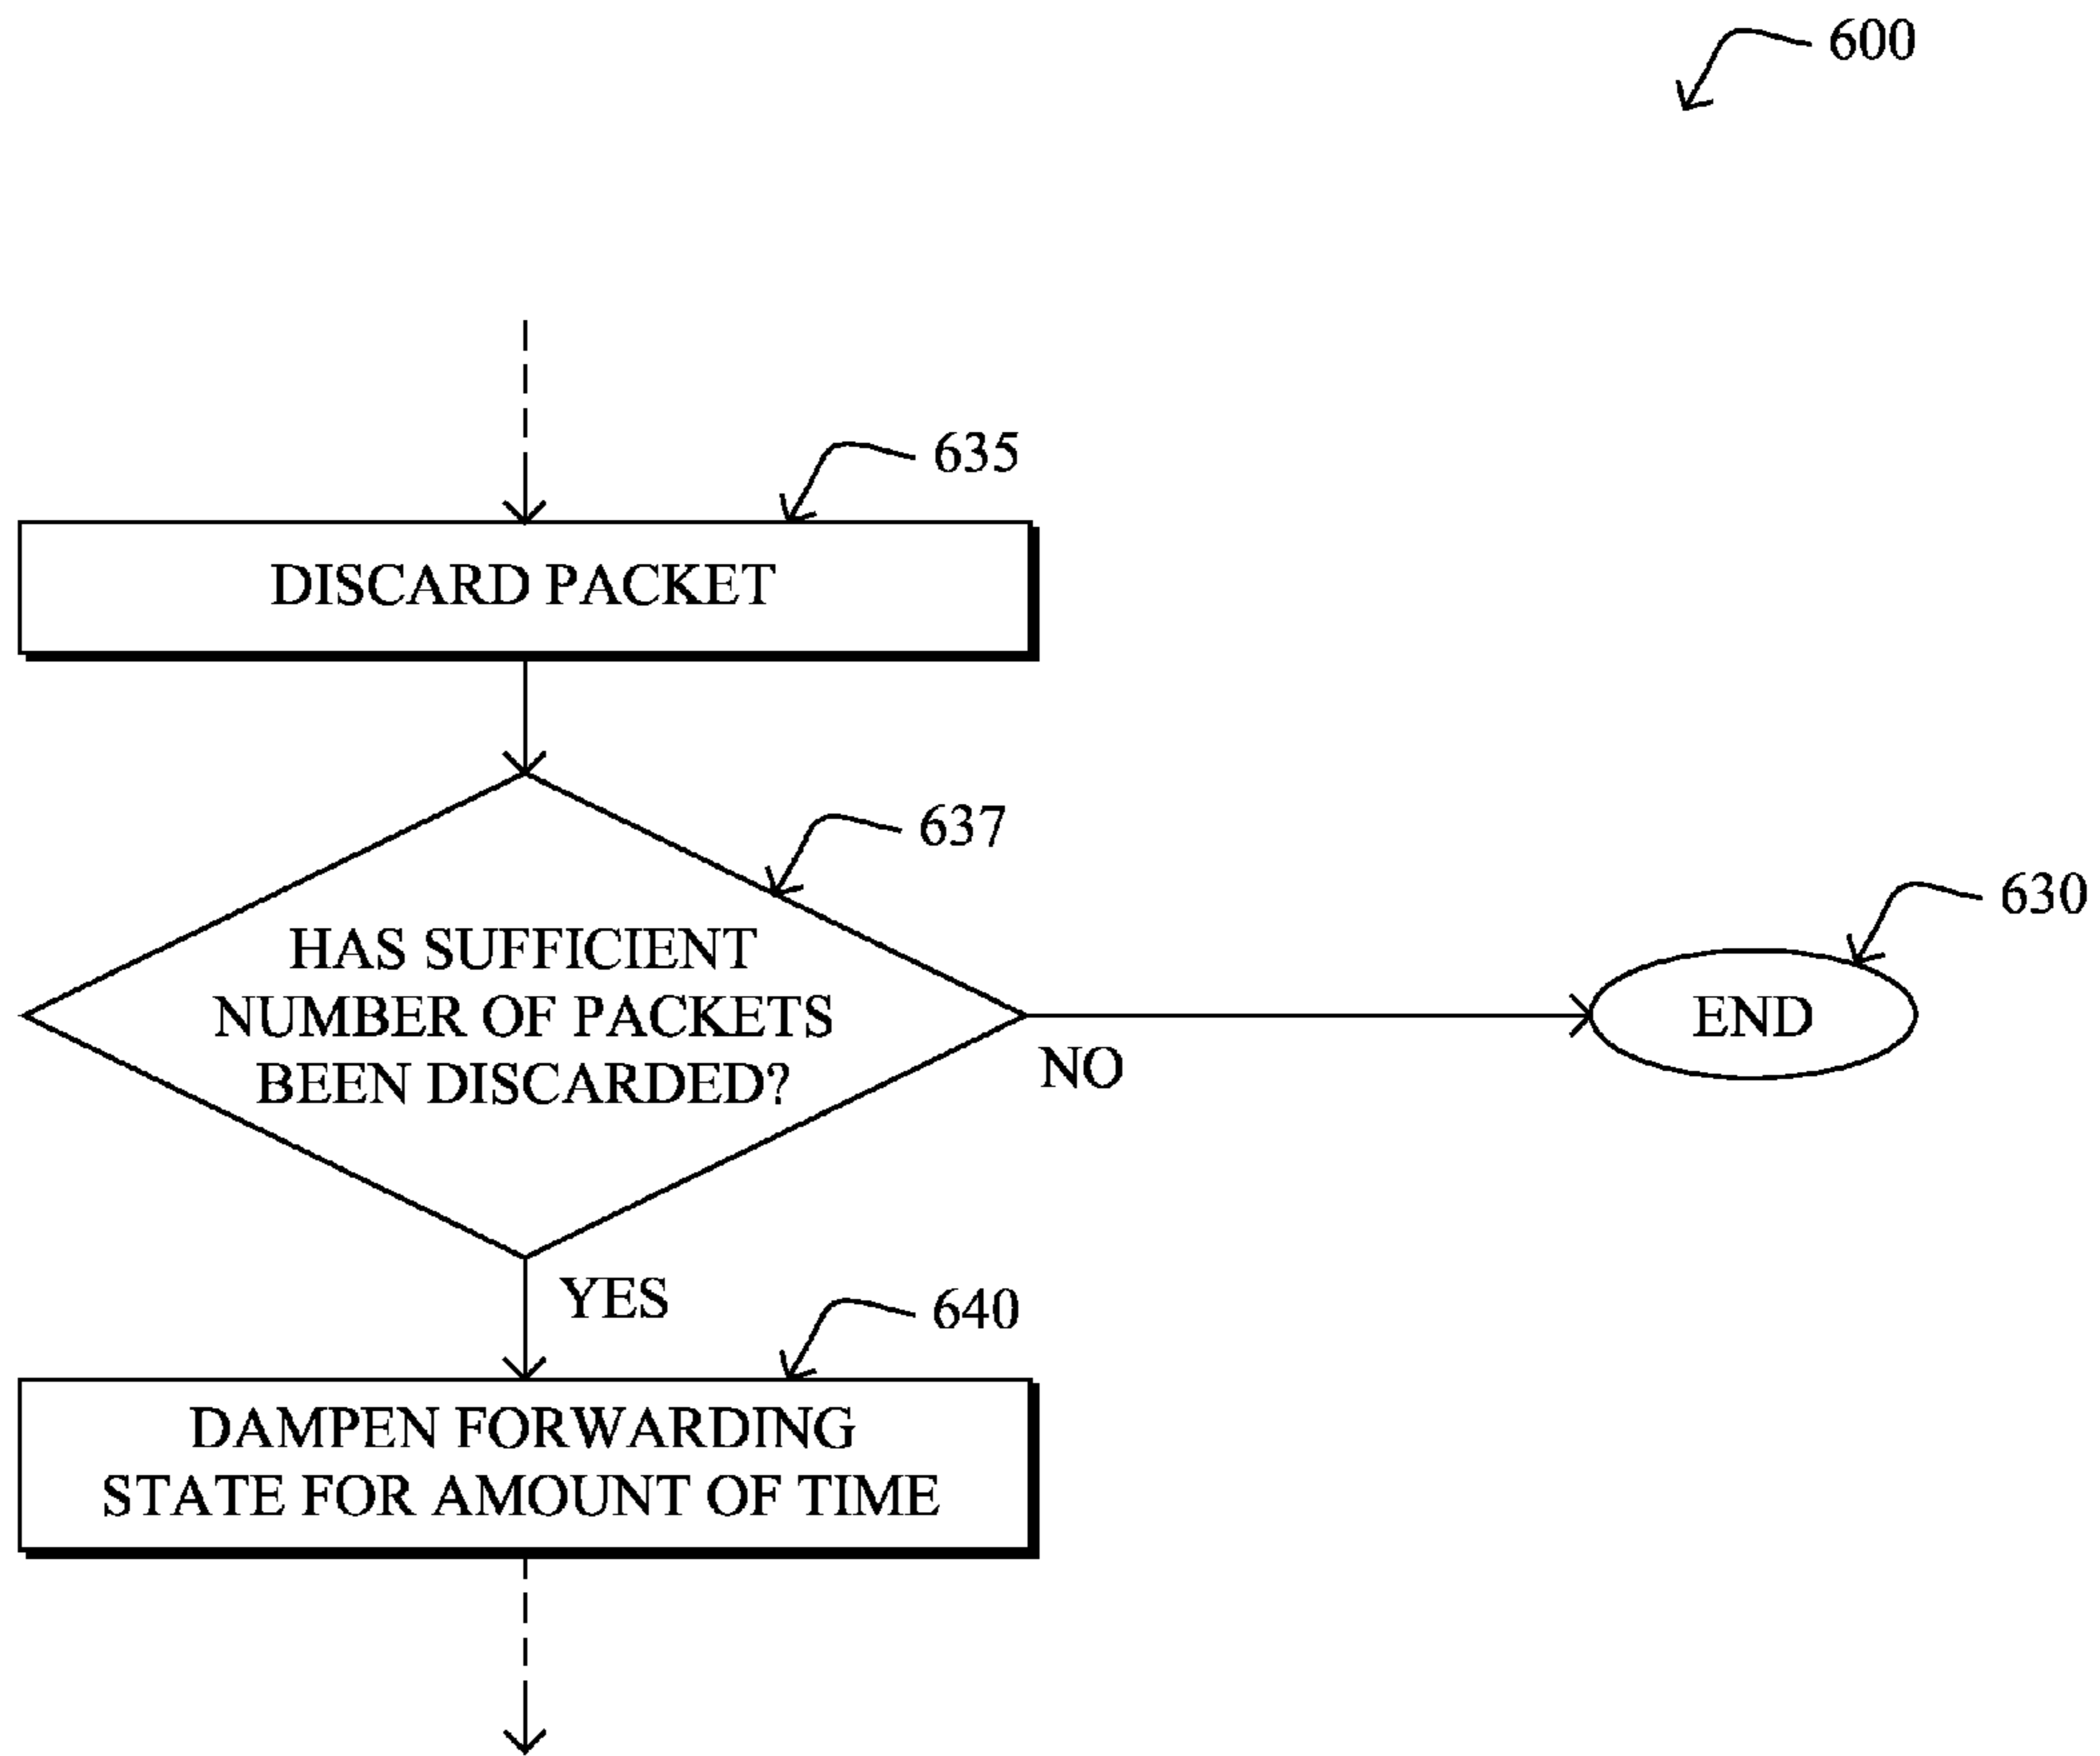 600
635
DISCARD PACKET
637
HAS SUFFICIENT
NUMBER OF PACKETS
BEEN DISCARDED?
NO
630
END
YES
640
DAMPEN FORWARDING
STATE FOR AMOUNT OF TIME